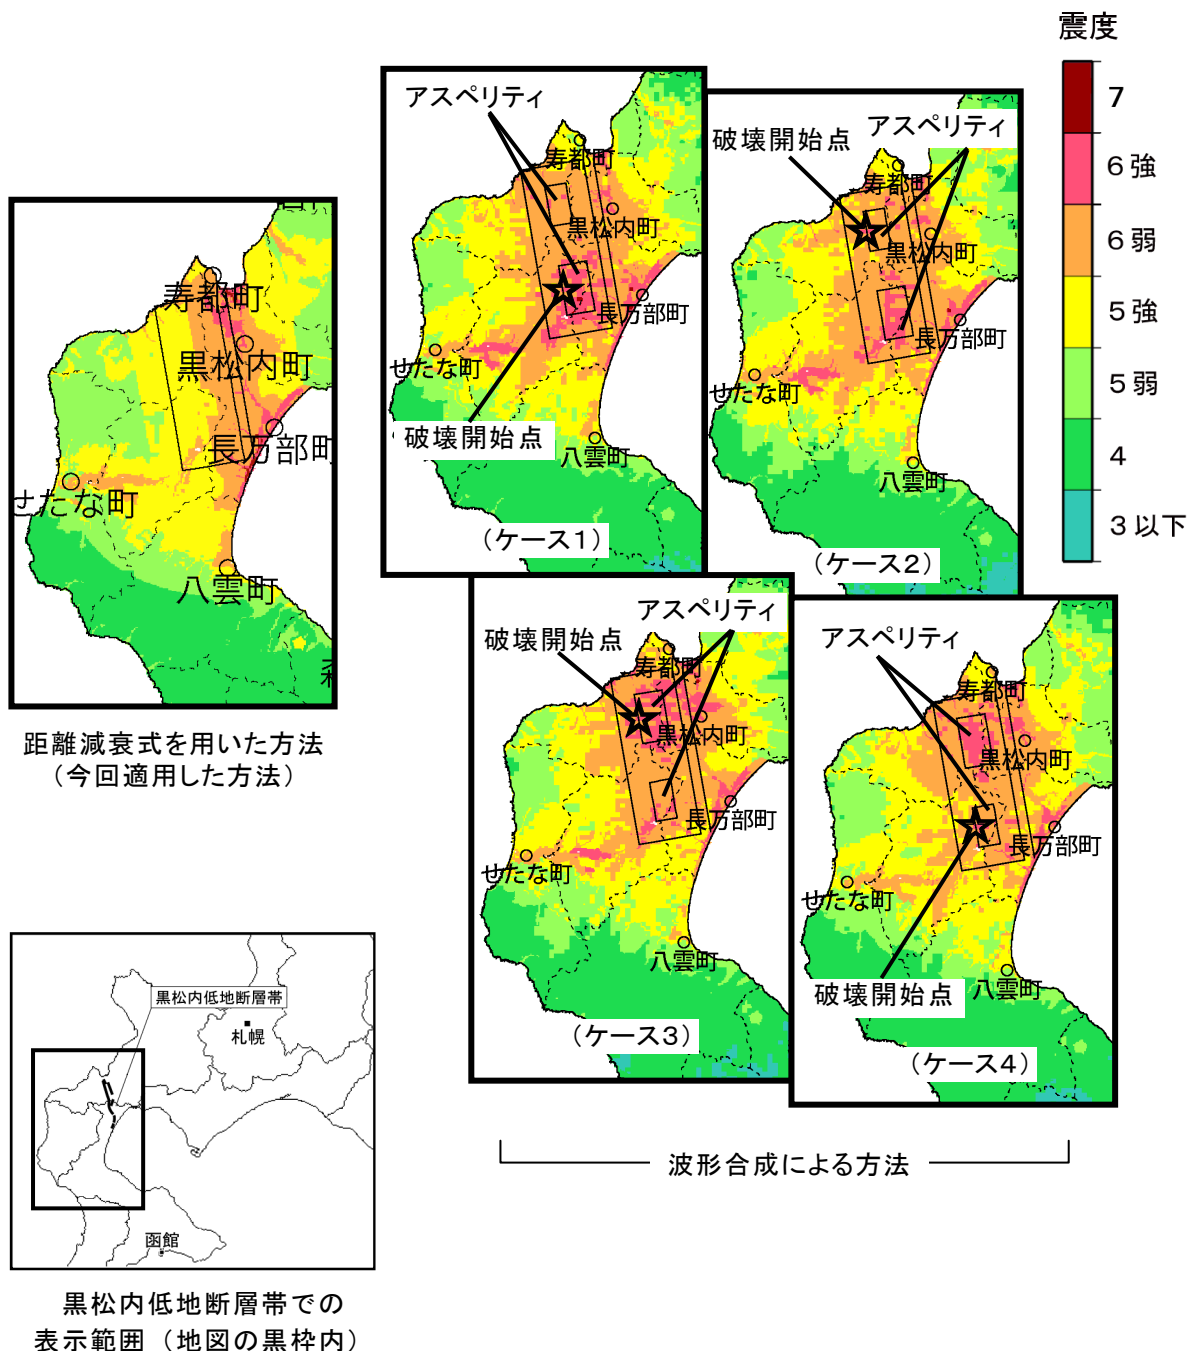 震度
7
6強
6弱
5強
5弱
4
3以下
寿都町
黒松内町
長万部町
せたな町
八雲町
距離減衰式を用いた方法
（今回適用した方法）
アスペリティ
寿都町
黒松内町
長万部町
せたな町
破壊開始点
八雲町
（ケース1）
アスペリティ
破壊開始点
寿都町
黒松内町
長万部町
せたな町
八雲町
（ケース2）
アスペリティ
破壊開始点
寿都町
黒松内町
長万部町
せたな町
八雲町
（ケース3）
アスペリティ
寿都町
黒松内町
長万部町
せたな町
破壊開始点
八雲町
（ケース4）
波形合成による方法
黒松内低地断層帯
札幌
函館
黒松内低地断層帯での
表示範囲（地図の黒枠内）